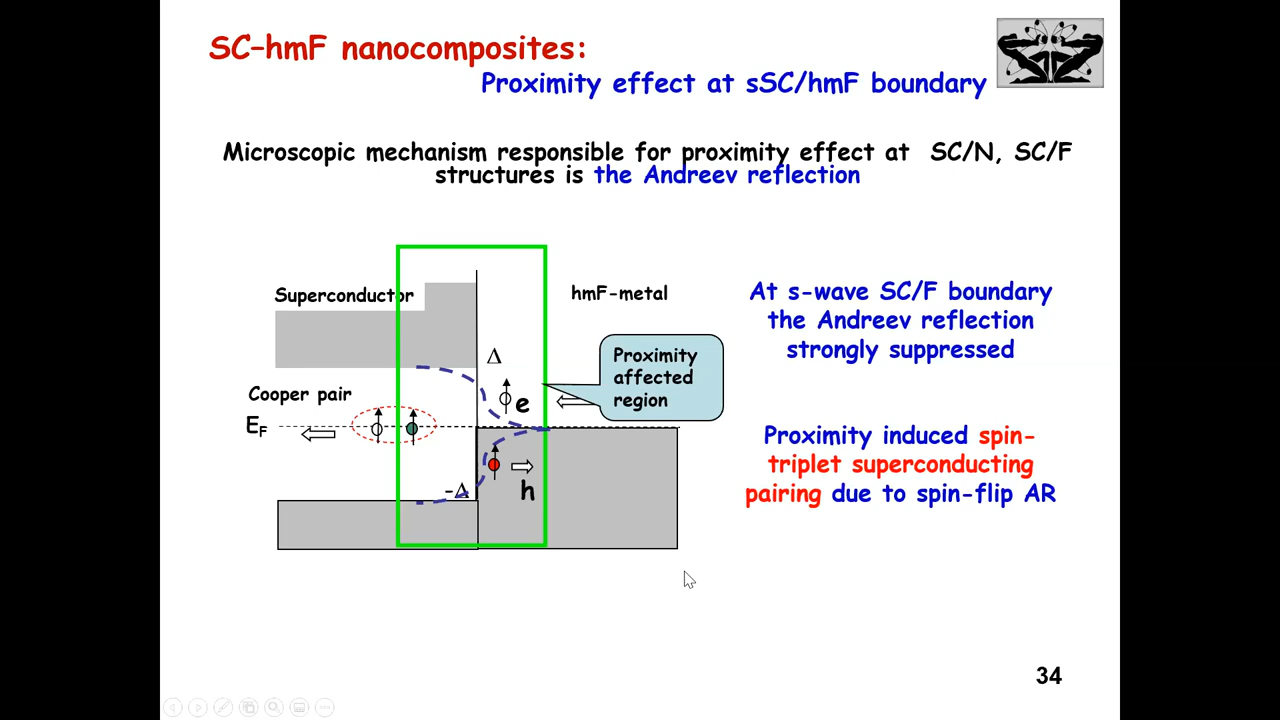 SC–hmF nanocomposites:
Proximity effect at sSC/hmF boundary
Microscopic mechanism responsible for proximity effect at SC/N, SC/F
structures is the Andreev reflection
Superconductor
hmF-metal
Δ
Proximity
affected
region
Cooper pair
e
E_F
-Δ
h
At s-wave SC/F boundary
the Andreev reflection
strongly suppressed
Proximity induced spin-
triplet superconducting
pairing due to spin-flip AR
34